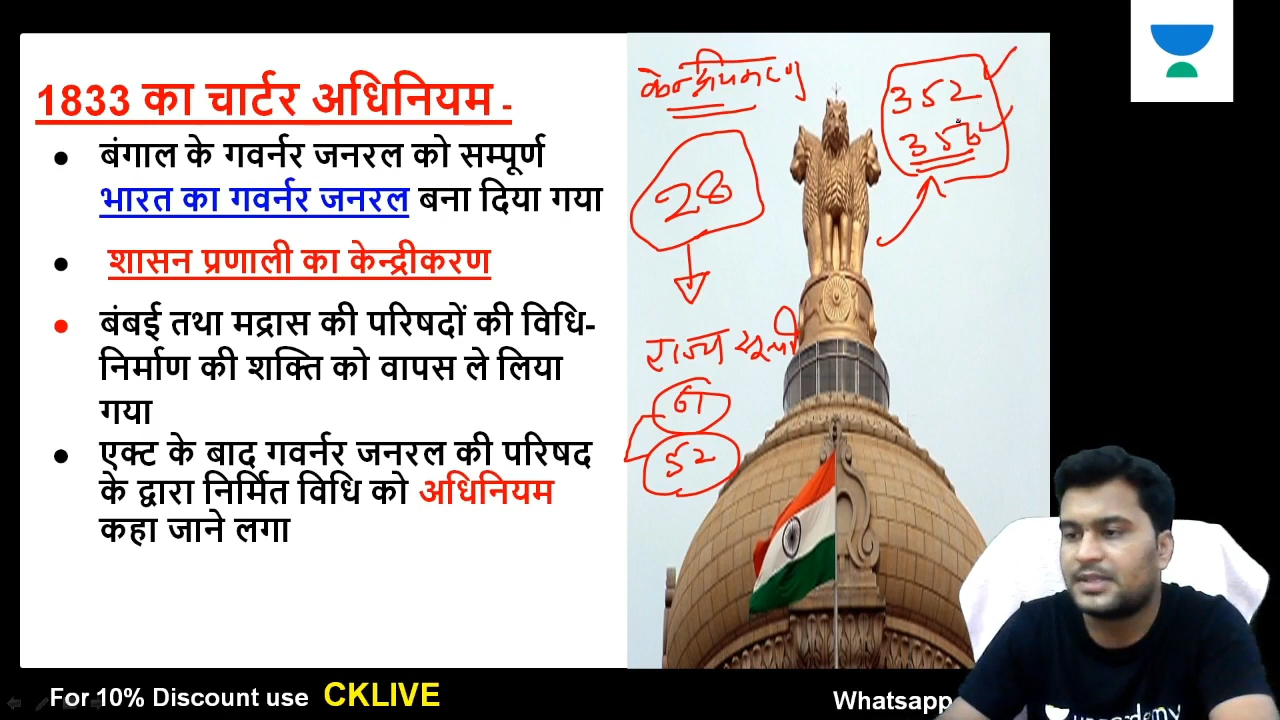 1833 का चार्टर अधिनियम -
● बंगाल के गवर्नर जनरल को सम्पूर्ण
भारत का गवर्नर जनरल बना दिया गया
● शासन प्रणाली का केन्द्रीकरण
● बंबई तथा मद्रास की परिषदों की विधि-
निर्माण की शक्ति को वापस ले लिया
गया
● एक्ट के बाद गवर्नर जनरल की परिषद
के द्वारा निर्मित विधि को अधिनियम
कहा जाने लगा
28
राज्य सूची
52
352
356
For 10% Discount use CKLIVE
Whatsapp